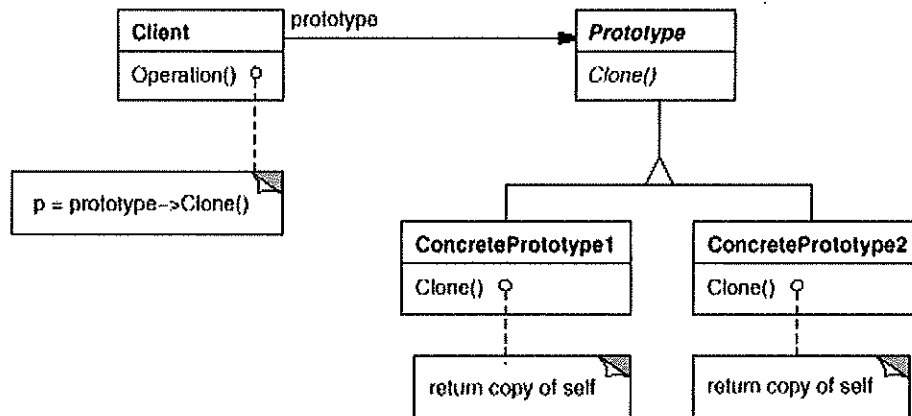 Client
prototype
Prototype
Operation()
Clone()
p = prototype->Clone()
ConcretePrototype1
ConcretePrototype2
Clone()
Clone()
return copy of self
return copy of self